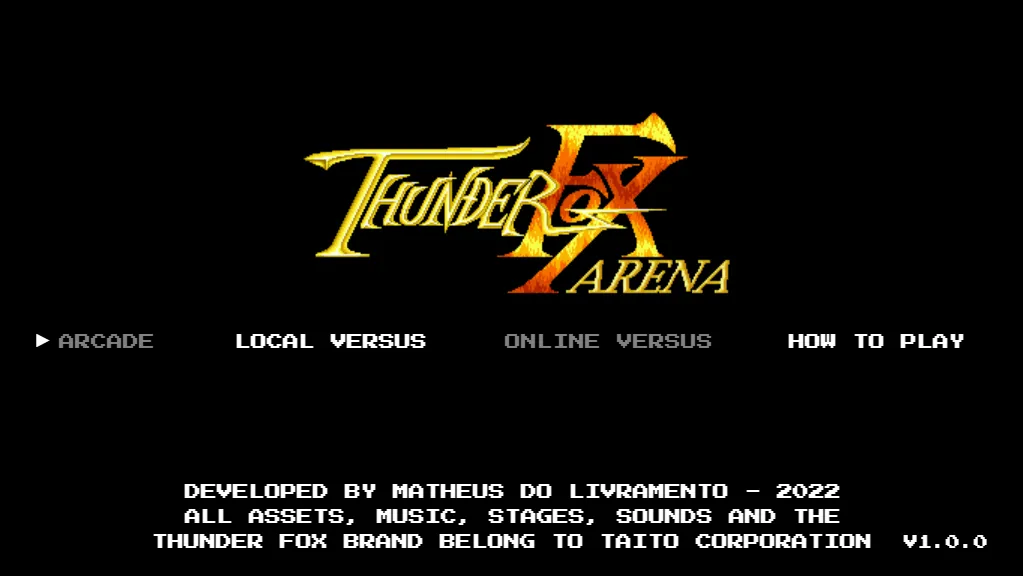 THUNDER FOX
ARENA
ARCADE LOCAL VERSUS ONLINE VERSUS HOW TO PLAY
DEVELOPED BY MATHEUS DO LIVRAMENTO - 2022
ALL ASSETS, MUSIC, STAGES, SOUNDS AND THE
THUNDER FOX BRAND BELONG TO TAITO CORPORATION V1.0.0